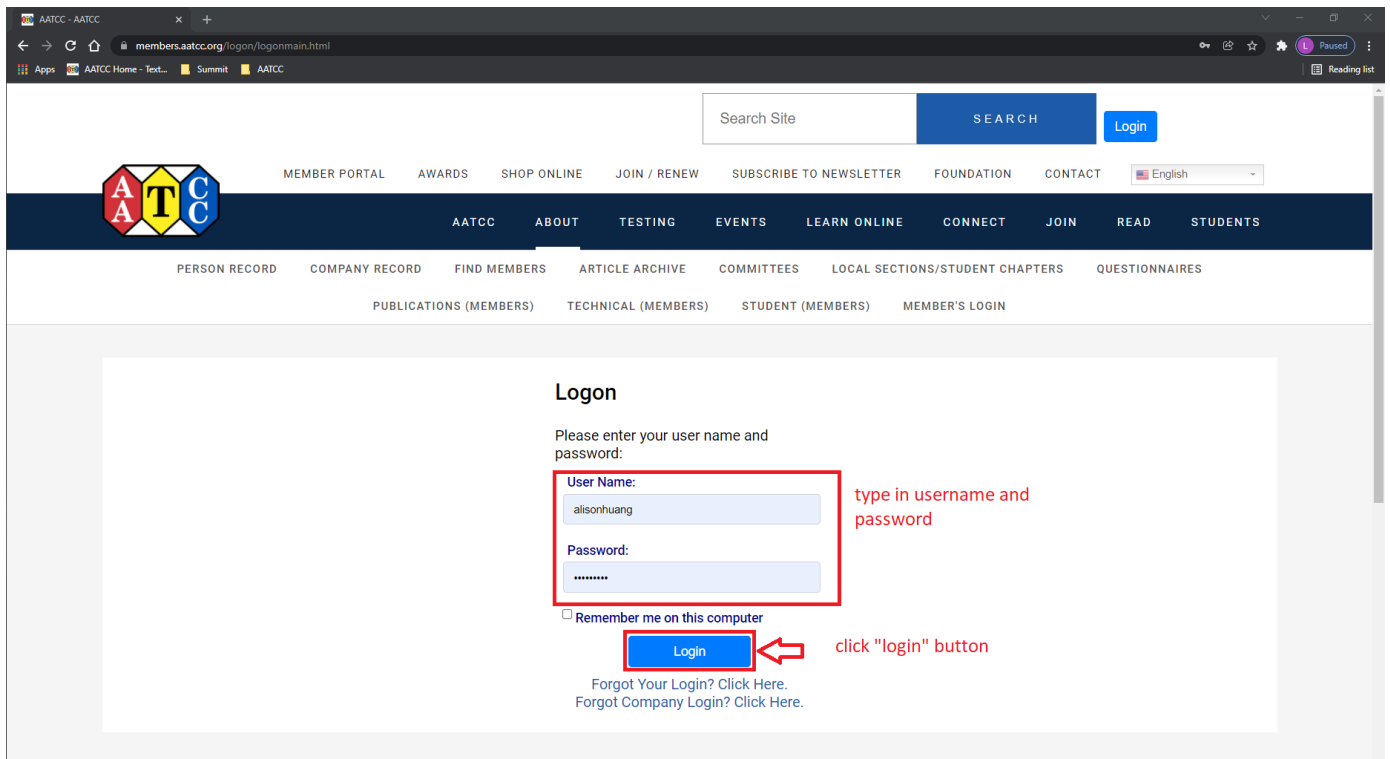 AATCC - AATCC
members.aatcc.org/logon/logonmain.html
L Paused
Apps AATCC Home - Text... Summit AATCC Reading list
Search Site SEARCH Login
MEMBER PORTAL AWARDS SHOP ONLINE JOIN / RENEW SUBSCRIBE TO NEWSLETTER FOUNDATION CONTACT English
A A T C C
AATCC ABOUT TESTING EVENTS LEARN ONLINE CONNECT JOIN READ STUDENTS
PERSON RECORD COMPANY RECORD FIND MEMBERS ARTICLE ARCHIVE COMMITTEES LOCAL SECTIONS/STUDENT CHAPTERS QUESTIONNAIRES
PUBLICATIONS (MEMBERS) TECHNICAL (MEMBERS) STUDENT (MEMBERS) MEMBER'S LOGIN
Logon
Please enter your user name and
password:
User Name:
alisonhuang
type in username and
password
Password:
•••••••••
Remember me on this computer
Login
click "login" button
Forgot Your Login? Click Here.
Forgot Company Login? Click Here.